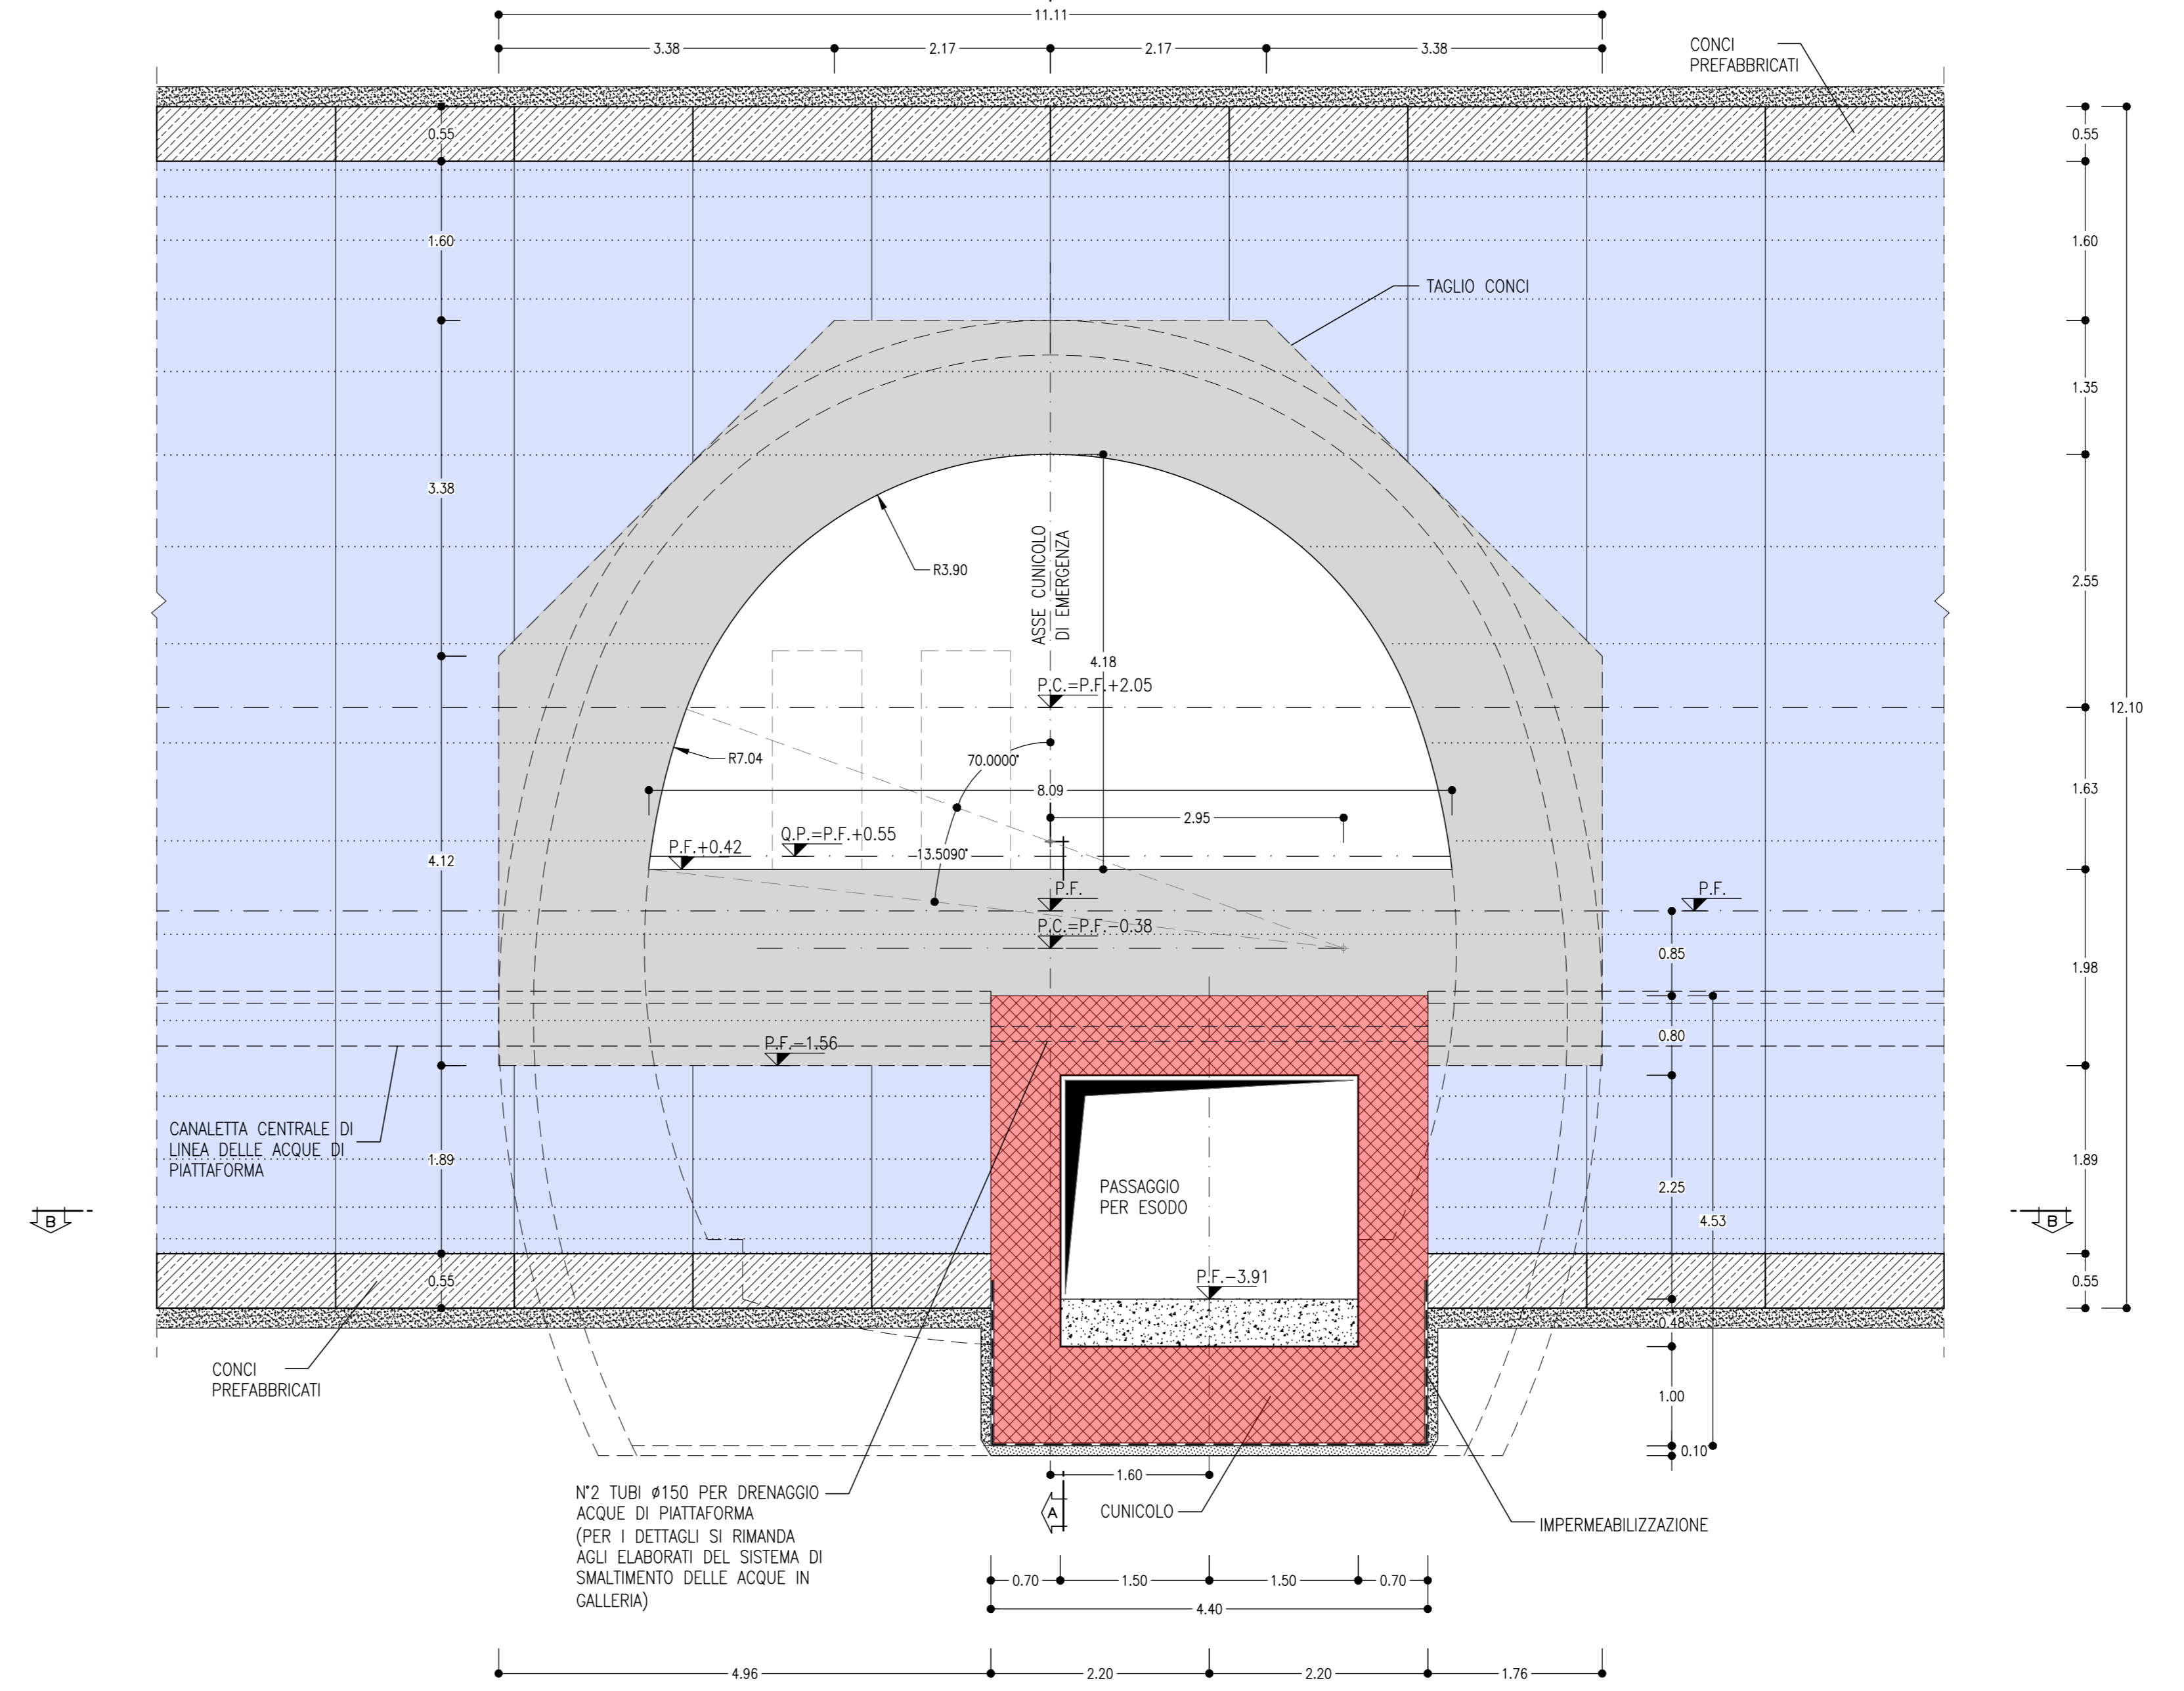 11.11
3.38 2.17 2.17 3.38
CONCI
PREFABBRICATI
0.55
1.60
3.38
4.12
1.89
0.55
TAGLIO CONCI
R3.90
ASSE CUNICOLO
DI EMERGENZA
4.18
P.C.=P.F.+2.05
R7.04
70.0000°
8.09
2.95
Q.P.=P.F.+0.55
P.F.+0.42
13.5090°
P.F.
P.C.=P.F.-0.38
P.F.-1.56
P.F.
0.55
1.60
1.35
2.55
1.63
1.98
1.89
0.55
12.10
0.85
0.80
2.25
0.48
1.00
0.10
4.53
CANALETTA CENTRALE DI
LINEA DELLE ACQUE DI
PIATTAFORMA
B
B
PASSAGGIO
PER ESODO
P.F.-3.91
CONCI
PREFABBRICATI
1.60
A
CUNICOLO
IMPERMEABILIZZAZIONE
N°2 TUBI ø150 PER DRENAGGIO
ACQUE DI PIATTAFORMA
(PER I DETTAGLI SI RIMANDA
AGLI ELABORATI DEL SISTEMA DI
SMALTIMENTO DELLE ACQUE IN
GALLERIA)
0.70 1.50 1.50 0.70
4.40
4.96 2.20 2.20 1.76